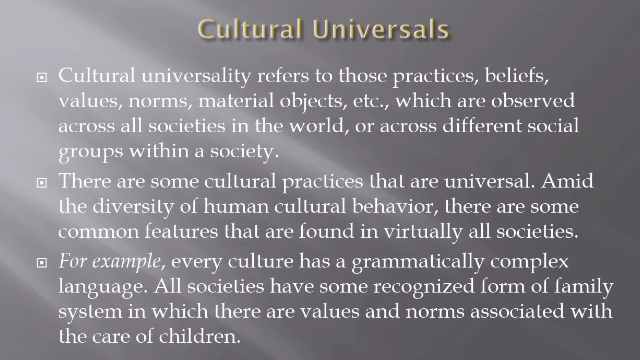 Cultural Universals
Cultural universality refers to those practices, beliefs,
values, norms, material objects, etc., which are observed
across all societies in the world, or across different social
groups within a society.
There are some cultural practices that are universal. Amid
the diversity of human cultural behavior, there are some
common features that are found in virtually all societies.
For example, every culture has a grammatically complex
language. All societies have some recognized form of family
system in which there are values and norms associated with
the care of children.